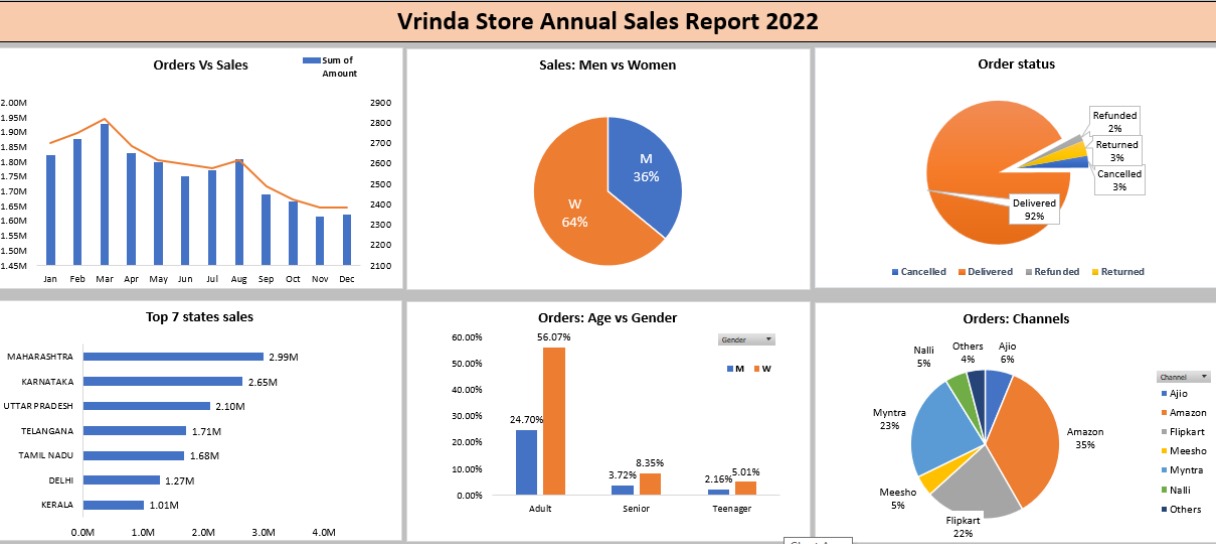 Vrinda Store Annual Sales Report 2022
Orders Vs Sales
Sum of
Amount
2.00M
1.95M
1.90M
1.85M
1.80M
1.75M
1.70M
1.65M
1.60M
1.55M
1.50M
1.45M
2900
2800
2700
2600
2500
2400
2300
2200
2100
Jan Feb Mar Apr May Jun Jul Aug Sep Oct Nov Dec
Sales: Men vs Women
M
36%
W
64%
Order status
Refunded
2%
Returned
3%
Cancelled
3%
Delivered
92%
Cancelled Delivered Refunded Returned
Top 7 states sales
MAHARASHTRA 2.99M
KARNATAKA 2.65M
UTTAR PRADESH 2.10M
TELANGANA 1.71M
TAMIL NADU 1.68M
DELHI 1.27M
KERALA 1.01M
0.0M 1.0M 2.0M 3.0M 4.0M
Orders: Age vs Gender
Gender
M W
60.00%
50.00%
40.00%
30.00%
20.00%
10.00%
0.00%
24.70% 56.07%
3.72% 8.35%
2.16% 5.01%
Adult Senior Teenager
Orders: Channels
Others
4%
Ajio
6%
Nalli
5%
Myntra
23%
Amazon
35%
Meesho
5%
Flipkart
22%
Channel
Ajio
Amazon
Flipkart
Meesho
Myntra
Nalli
Others